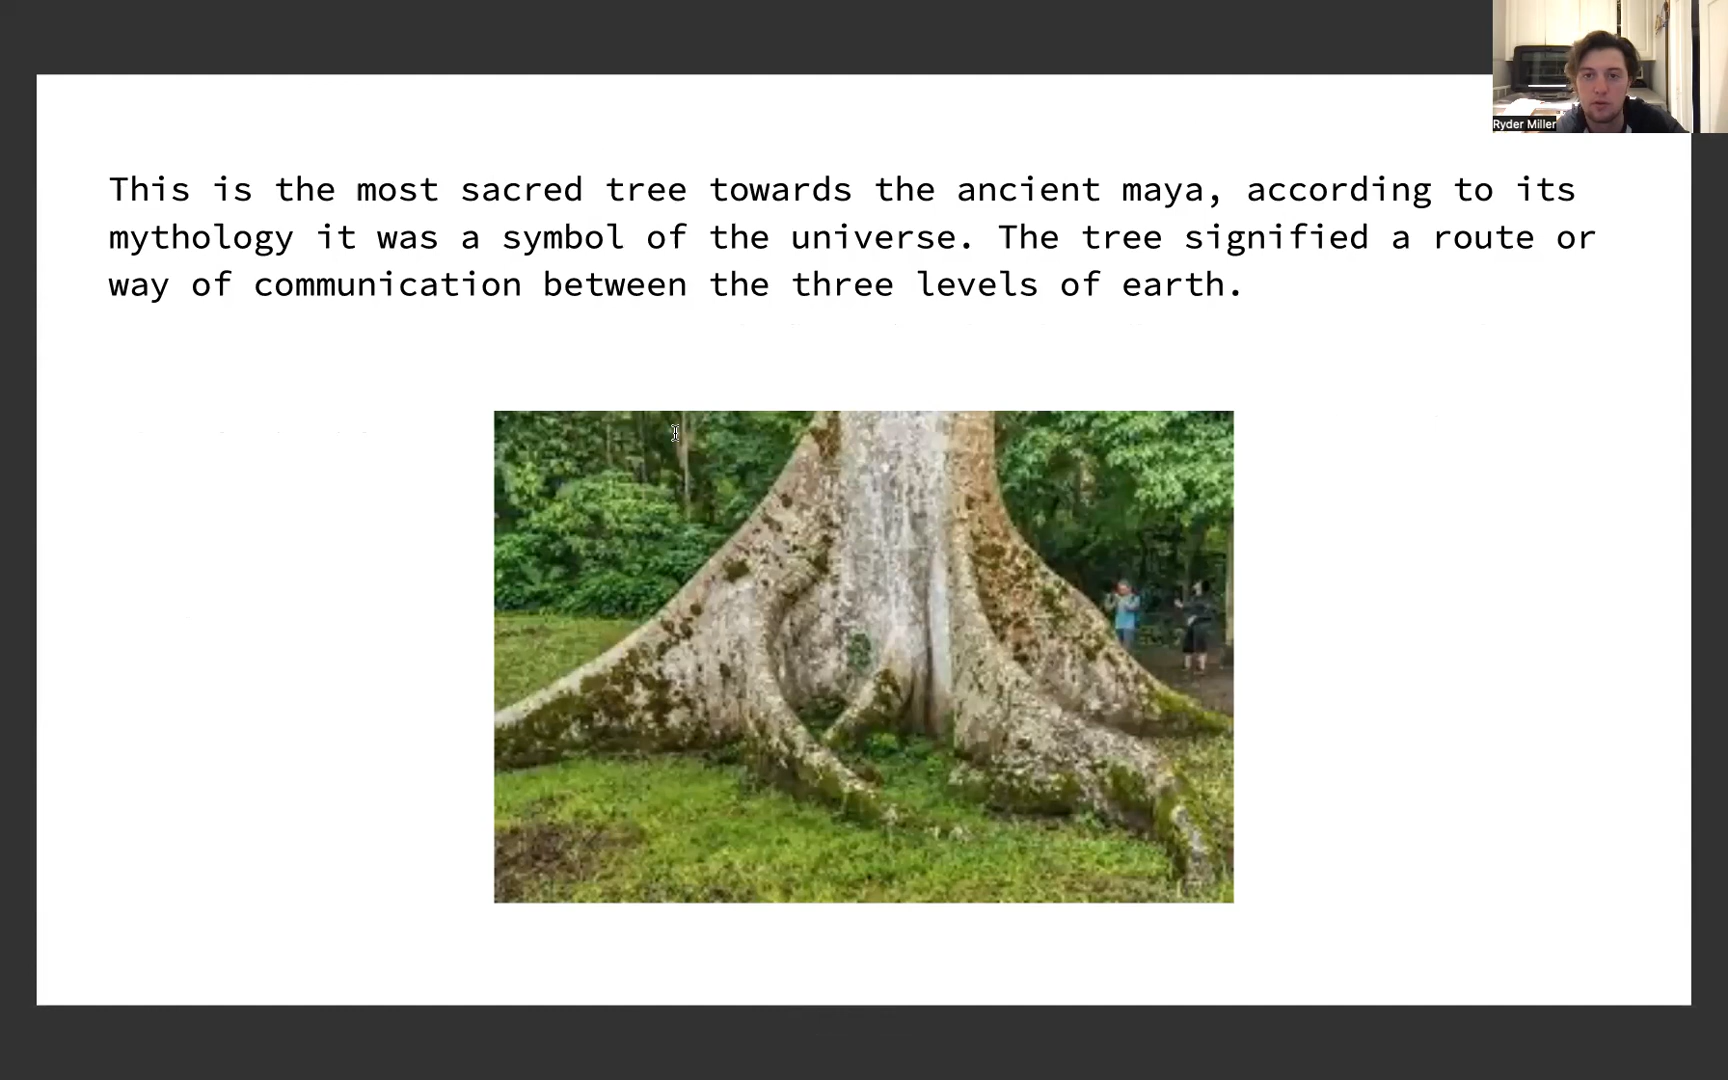 Ryder Miller
This is the most sacred tree towards the ancient maya, according to its
mythology it was a symbol of the universe. The tree signified a route or
way of communication between the three levels of earth.